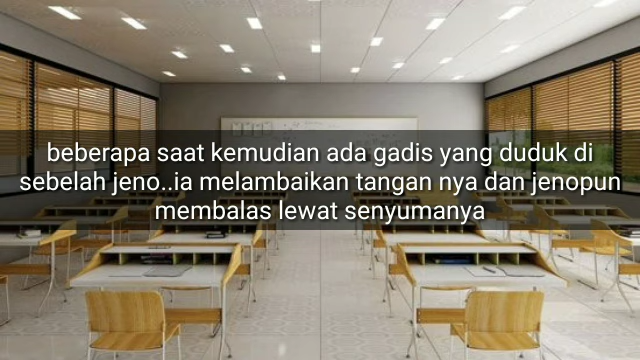 beberapa saat kemudian ada gadis yang duduk di
sebelah jeno..ia melambaikan tangan nya dan jenopun
membalas lewat senyumanya